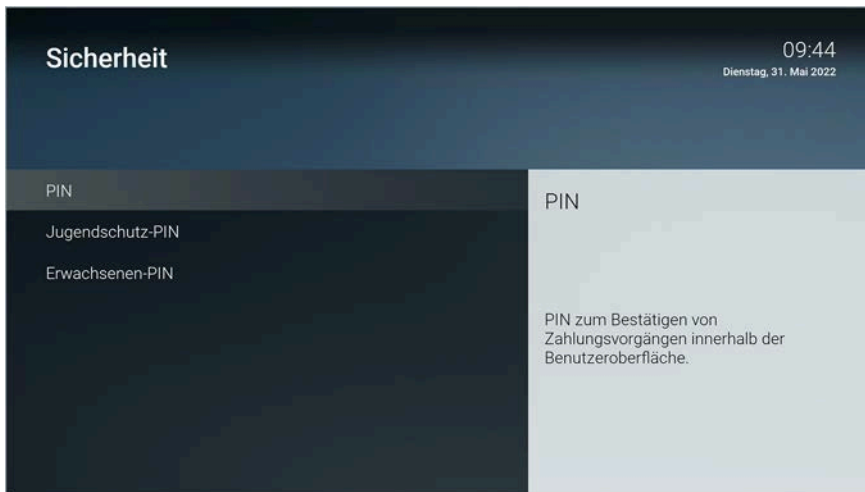 Sicherheit
09:44
Dienstag, 31. Mai 2022
PIN
Jugendschutz-PIN
Erwachsenen-PIN
PIN
PIN zum Bestätigen von
Zahlungsvorgängen innerhalb der
Benutzeroberfläche.